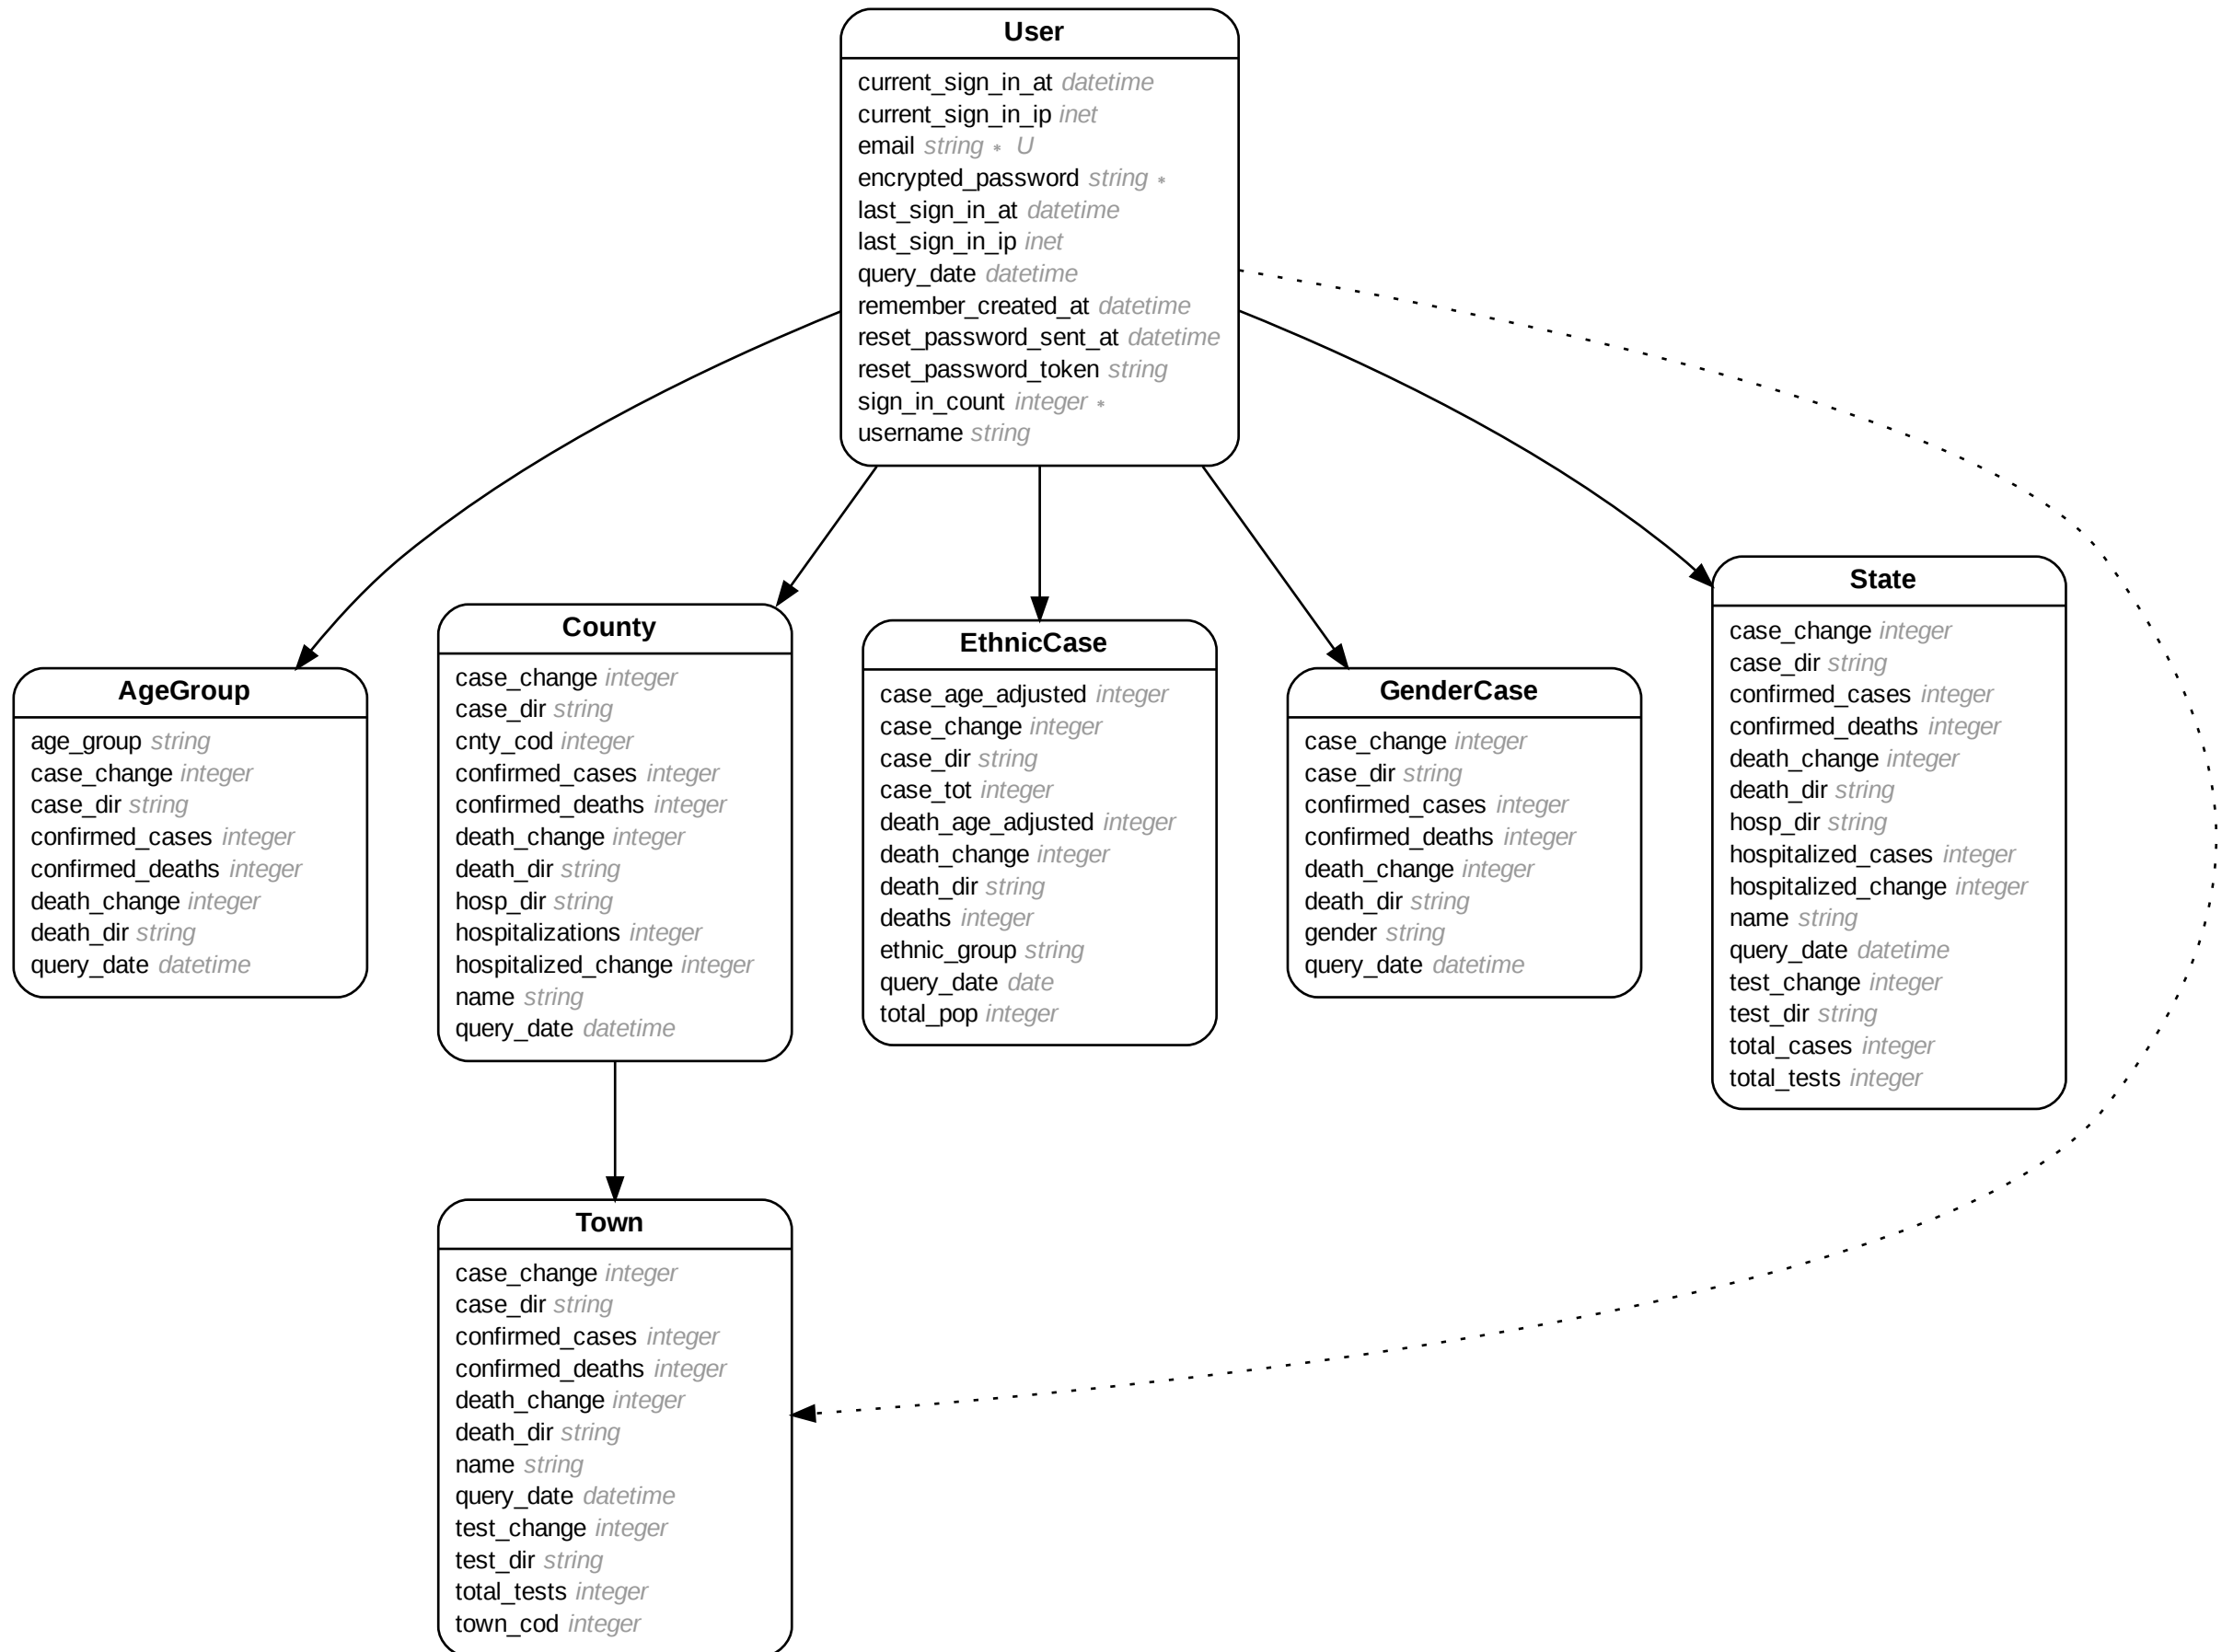 User
current_sign_in_at datetime
current_sign_in_ip inet
email string * U
encrypted_password string *
last_sign_in_at datetime
last_sign_in_ip inet
query_date datetime
remember_created_at datetime
reset_password_sent_at datetime
reset_password_token string
sign_in_count integer *
username string
AgeGroup
age_group string
case_change integer
case_dir string
confirmed_cases integer
confirmed_deaths integer
death_change integer
death_dir string
query_date datetime
County
case_change integer
case_dir string
cnty_cod integer
confirmed_cases integer
confirmed_deaths integer
death_change integer
death_dir string
hosp_dir string
hospitalizations integer
hospitalized_change integer
name string
query_date datetime
EthnicCase
case_age_adjusted integer
case_change integer
case_dir string
case_tot integer
death_age_adjusted integer
death_change integer
death_dir string
deaths integer
ethnic_group string
query_date date
total_pop integer
GenderCase
case_change integer
case_dir string
confirmed_cases integer
confirmed_deaths integer
death_change integer
death_dir string
gender string
query_date datetime
State
case_change integer
case_dir string
confirmed_cases integer
confirmed_deaths integer
death_change integer
death_dir string
hosp_dir string
hospitalized_cases integer
hospitalized_change integer
name string
query_date datetime
test_change integer
test_dir string
total_cases integer
total_tests integer
Town
case_change integer
case_dir string
confirmed_cases integer
confirmed_deaths integer
death_change integer
death_dir string
name string
query_date datetime
test_change integer
test_dir string
total_tests integer
town_cod integer